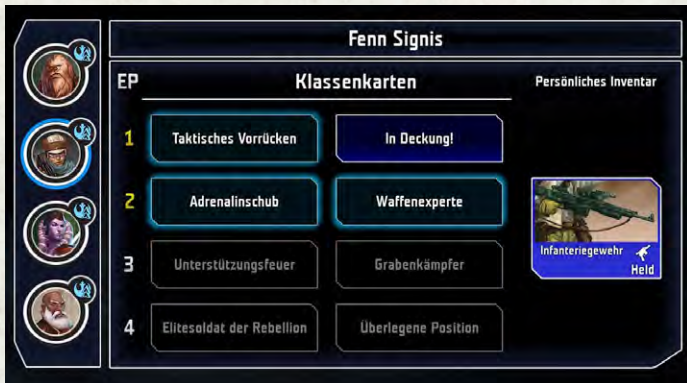 Fenn Signis
EP Klassenkarten Persönliches Inventar
1 Taktisches Vorrücken In Deckung!
2 Adrenalinschub Waffenexperte
Infanteriegewehr
Held
3 Unterstützungsfeuer Grabenkämpfer
4 Elitesoldat der Rebellion Überlegene Position